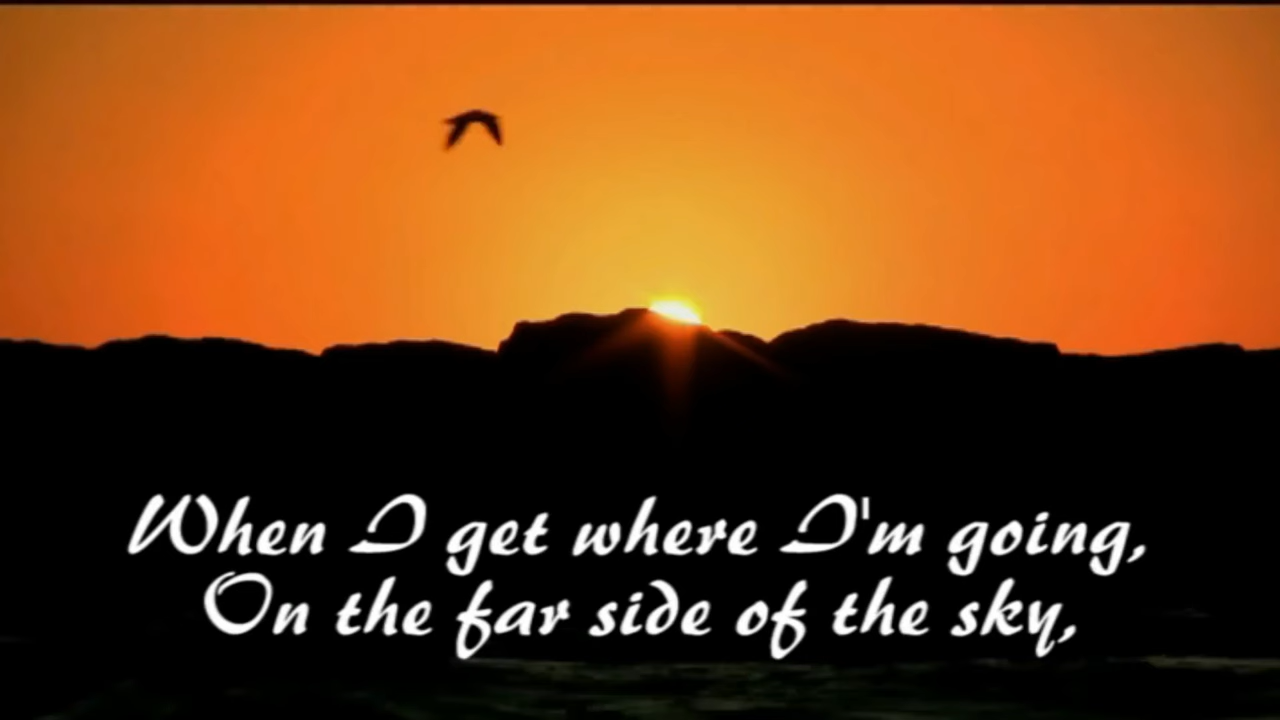 When I get where I'm going,
On the far side of the sky,